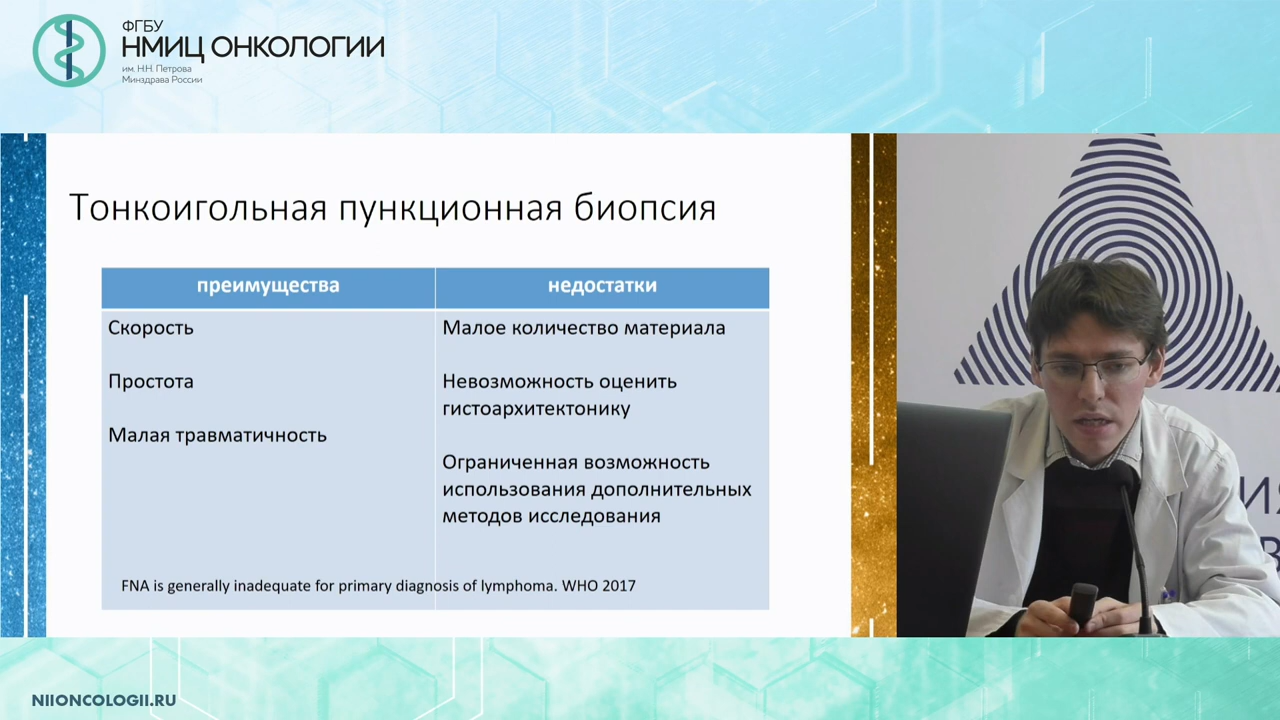 ФГБУ
НМИЦ ОНКОЛОГИИ
им. Н.Н. Петрова
Минздрава России
Тонкоигольная пункционная биопсия
преимущества
недостатки
Скорость
Простота
Малая травматичность
Малое количество материала
Невозможность оценить
гистоархитектонику
Ограниченная возможность
использования дополнительных
методов исследования
FNA is generally inadequate for primary diagnosis of lymphoma. WHO 2017
NIIONCOLOGII.RU